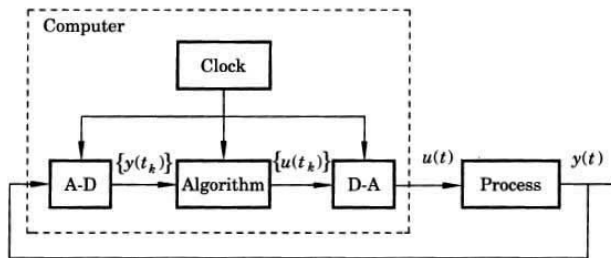 Computer
Clock
{y(t_k)}
{u(t_k)}
u(t)
y(t)
A-D
Algorithm
D-A
Process